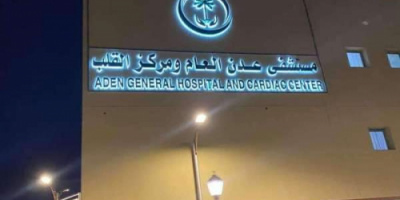 مستشفى عدن العام ومركز القلب
ADEN GENERAL HOSPITAL AND CARDIAC CENTER